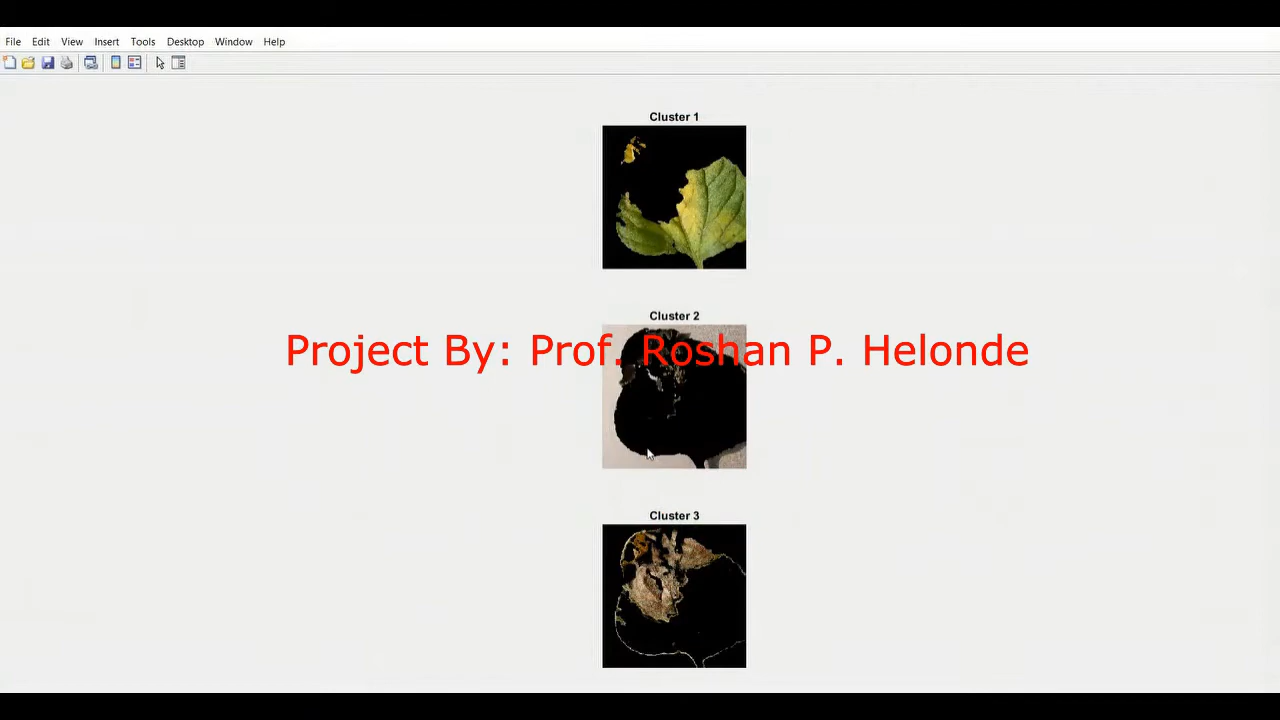 File Edit View Insert Tools Desktop Window Help
Cluster 1
Cluster 2
Project By: Prof. Roshan P. Helonde
Cluster 3